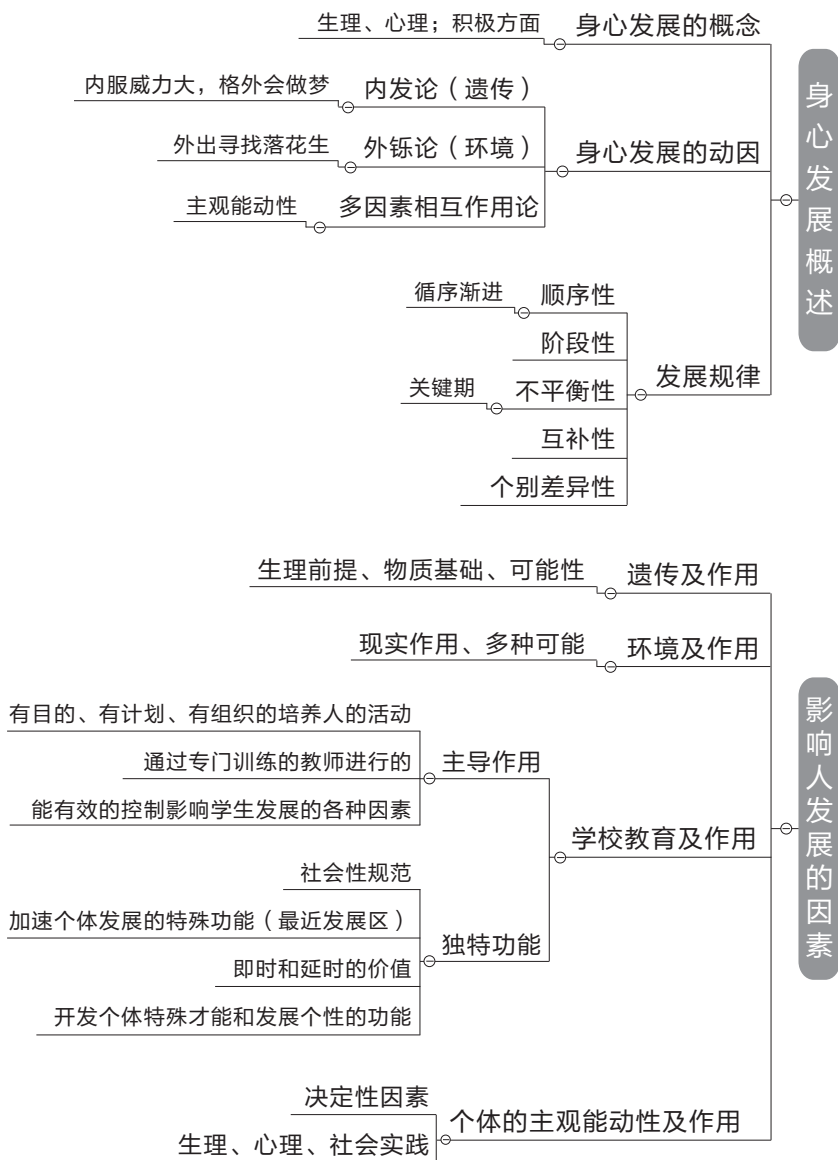 身心发展概述
身心发展的概念
生理、心理；积极方面
身心发展的动因
内发论（遗传）
内服威力大，格外会做梦
外铄论（环境）
外出寻找落花生
多因素相互作用论
主观能动性
发展规律
顺序性
循序渐进
阶段性
不平衡性
关键期
互补性
个别差异性
影响人发展的因素
遗传及作用
生理前提、物质基础、可能性
环境及作用
现实作用、多种可能
学校教育及作用
主导作用
有目的、有计划、有组织的培养人的活动
通过专门训练的教师进行的
能有效的控制影响学生发展的各种因素
独特功能
社会性规范
加速个体发展的特殊功能（最近发展区）
即时和延时的价值
开发个体特殊才能和发展个性的功能
个体的主观能动性及作用
决定性因素
生理、心理、社会实践